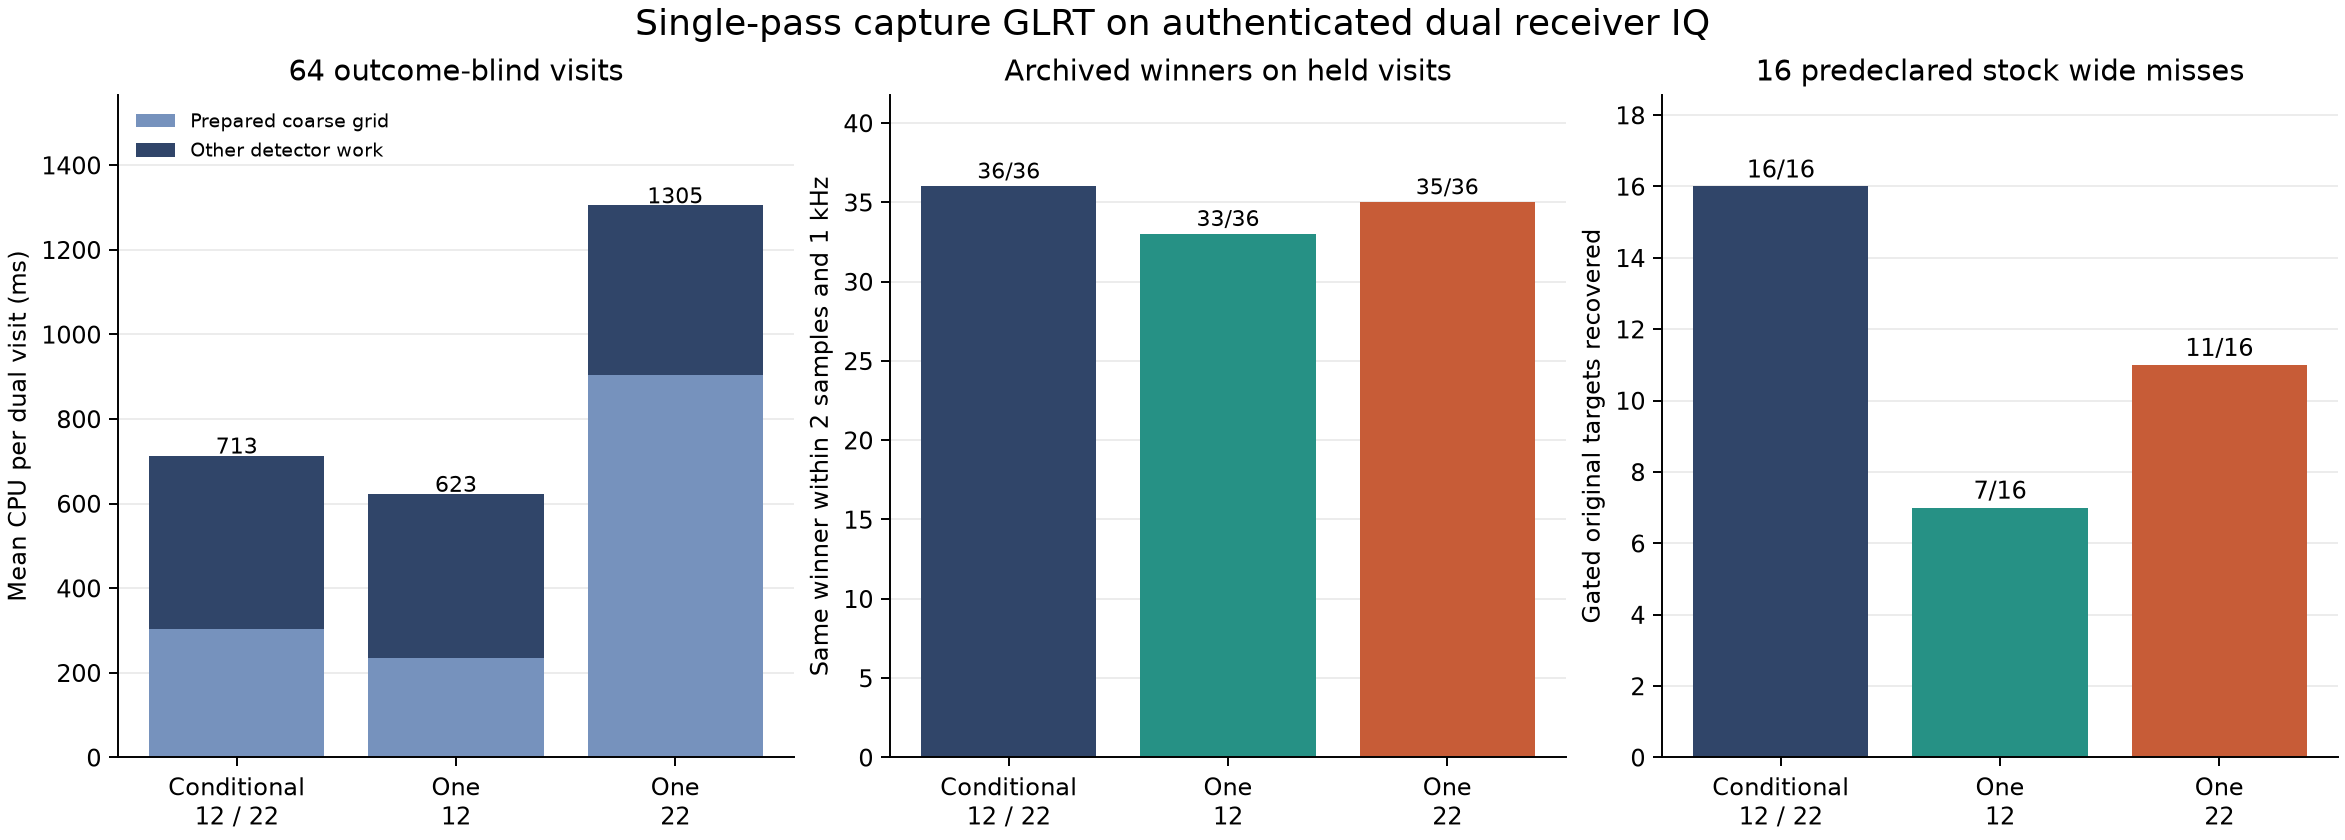 Single-pass capture GLRT on authenticated dual receiver IQ
64 outcome-blind visits
Mean CPU per dual visit (ms)
Prepared coarse grid
Other detector work
1400
1200
1000
800
600
400
200
0
713
623
1305
Conditional
12 / 22
One
12
One
22
Archived winners on held visits
Same winner within 2 samples and 1 kHz
40
35
30
25
20
15
10
5
0
36/36
33/36
35/36
Conditional
12 / 22
One
12
One
22
16 predeclared stock wide misses
Gated original targets recovered
18
16
14
12
10
8
6
4
2
0
16/16
7/16
11/16
Conditional
12 / 22
One
12
One
22